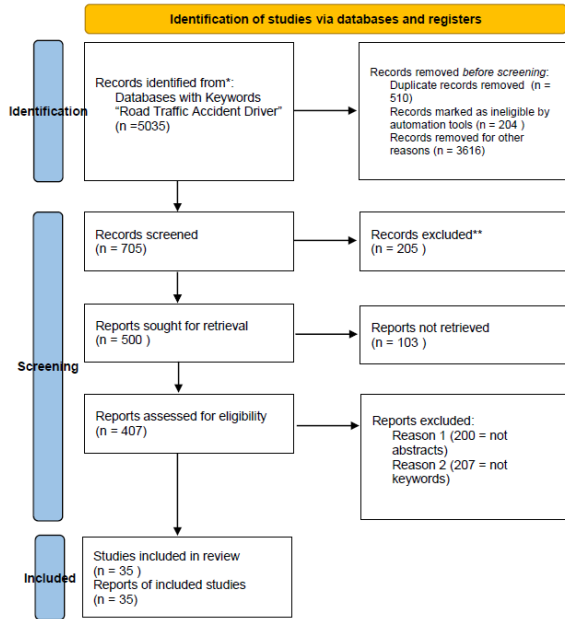 Identification of studies via databases and registers
Identification
Records identified from*:
Databases with Keywords
“Road Traffic Accident Driver”
(n =5035)
Records removed before screening:
Duplicate records removed (n =
510)
Records marked as ineligible by
automation tools (n = 204 )
Records removed for other
reasons (n = 3616)
Screening
Records screened
(n = 705)
Records excluded**
(n = 205 )
Reports sought for retrieval
(n = 500 )
Reports not retrieved
(n = 103 )
Reports assessed for eligibility
(n = 407)
Reports excluded:
Reason 1 (200 = not
abstracts)
Reason 2 (207 = not
keywords)
Included
Studies included in review
(n = 35 )
Reports of included studies
(n = 35)